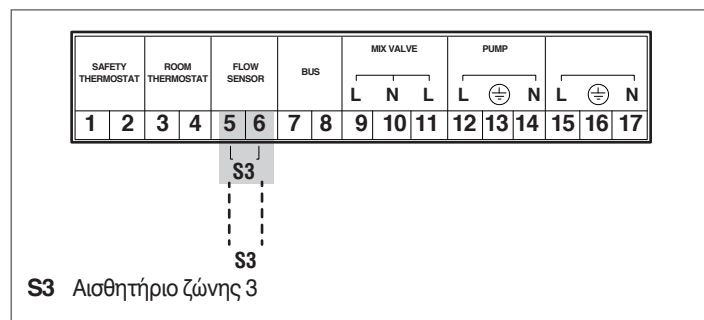 MIX VALVE PUMP
SAFETY THERMOSTAT ROOM THERMOSTAT FLOW SENSOR BUS
L N L L N L N
1 2 3 4 5 6 7 8 9 10 11 12 13 14 15 16 17
S3
S3
S3 Αισθητήριο ζώνης 3